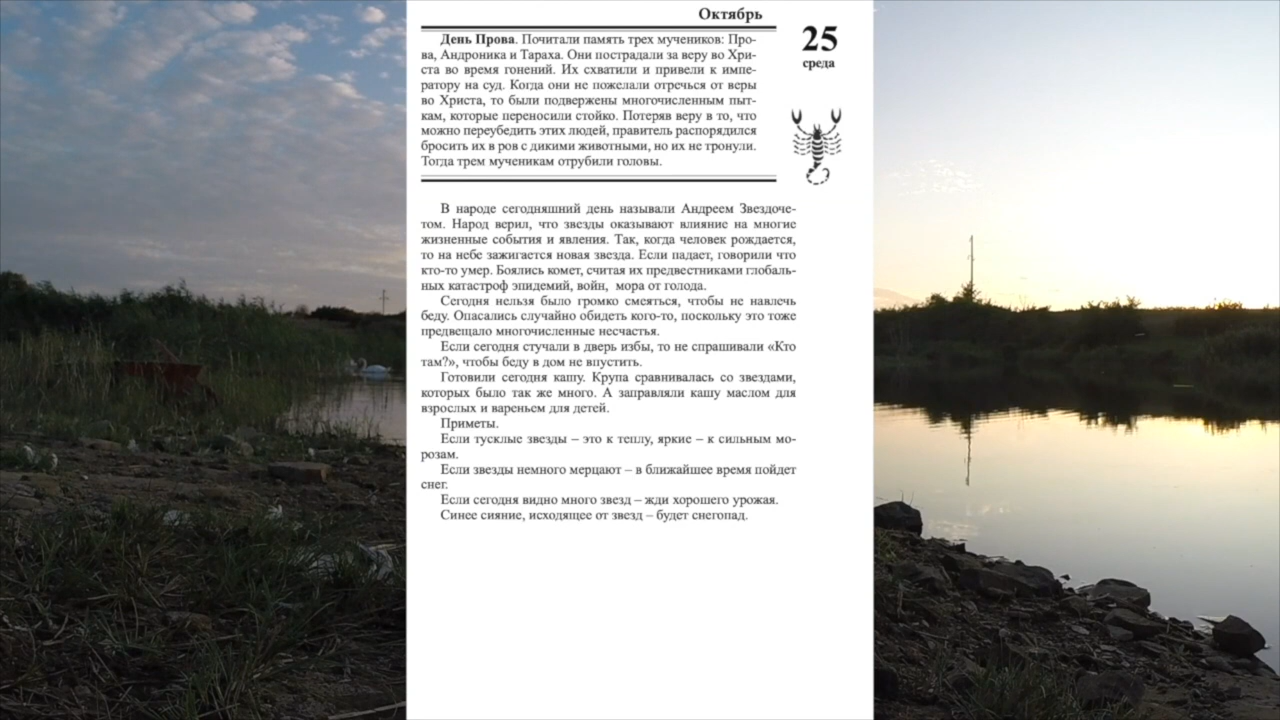 Октябрь
25
среда
День Прова. Почитали память трех мучеников: Про-
ва, Андроника и Тараха. Они пострадали за веру во Хри-
ста во время гонений. Их схватили и привели к импе-
ратору на суд. Когда они не пожелали отречься от веры
во Христа, то были подвержены многочисленным пыт-
кам, которые переносили стойко. Потеряв веру в то, что
можно переубедить этих людей, правитель распорядился
бросить их в ров с дикими животными, но их не тронули.
Тогда трем мученикам отрубили головы.
В народе сегодняшний день называли Андреем Звездоче-
том. Народ верил, что звезды оказывают влияние на многие
жизненные события и явления. Так, когда человек рождается,
то на небе зажигается новая звезда. Если падает, говорили что
кто-то умер. Боялись комет, считая их предвестниками глобаль-
ных катастроф эпидемий, войн, мора от голода.
Сегодня нельзя было громко смеяться, чтобы не навлечь
беду. Опасались случайно обидеть кого-то, поскольку это тоже
предвещало многочисленные несчастья.
Если сегодня стучали в дверь избы, то не спрашивали «Кто
там?», чтобы беду в дом не впустить.
Готовили сегодня кашу. Крупа сравнивалась со звездами,
которых было так же много. А заправляли кашу маслом для
взрослых и вареньем для детей.
Приметы.
Если тусклые звезды – это к теплу, яркие – к сильным мо-
розам.
Если звезды немного мерцают – в ближайшее время пойдет
снег.
Если сегодня видно много звезд – жди хорошего урожая.
Синее сияние, исходящее от звезд – будет снегопад.